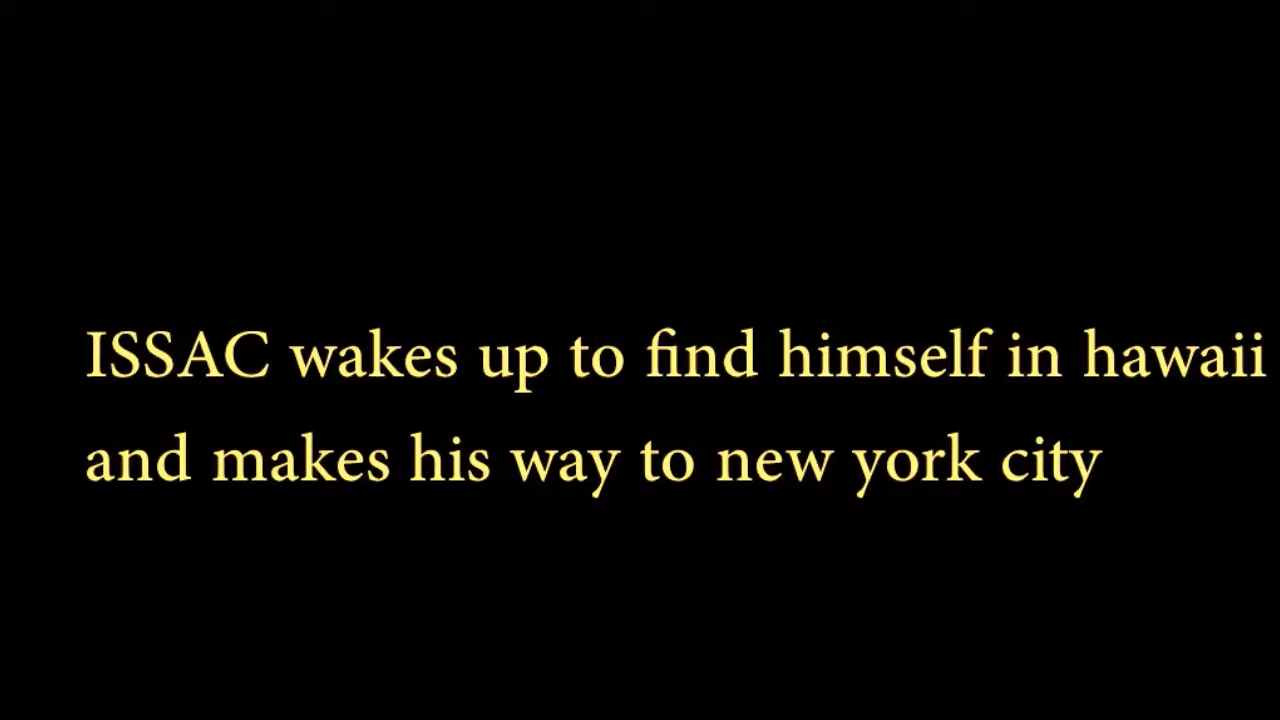 ISSAC wakes up to find himself in hawaii
and makes his way to new york city